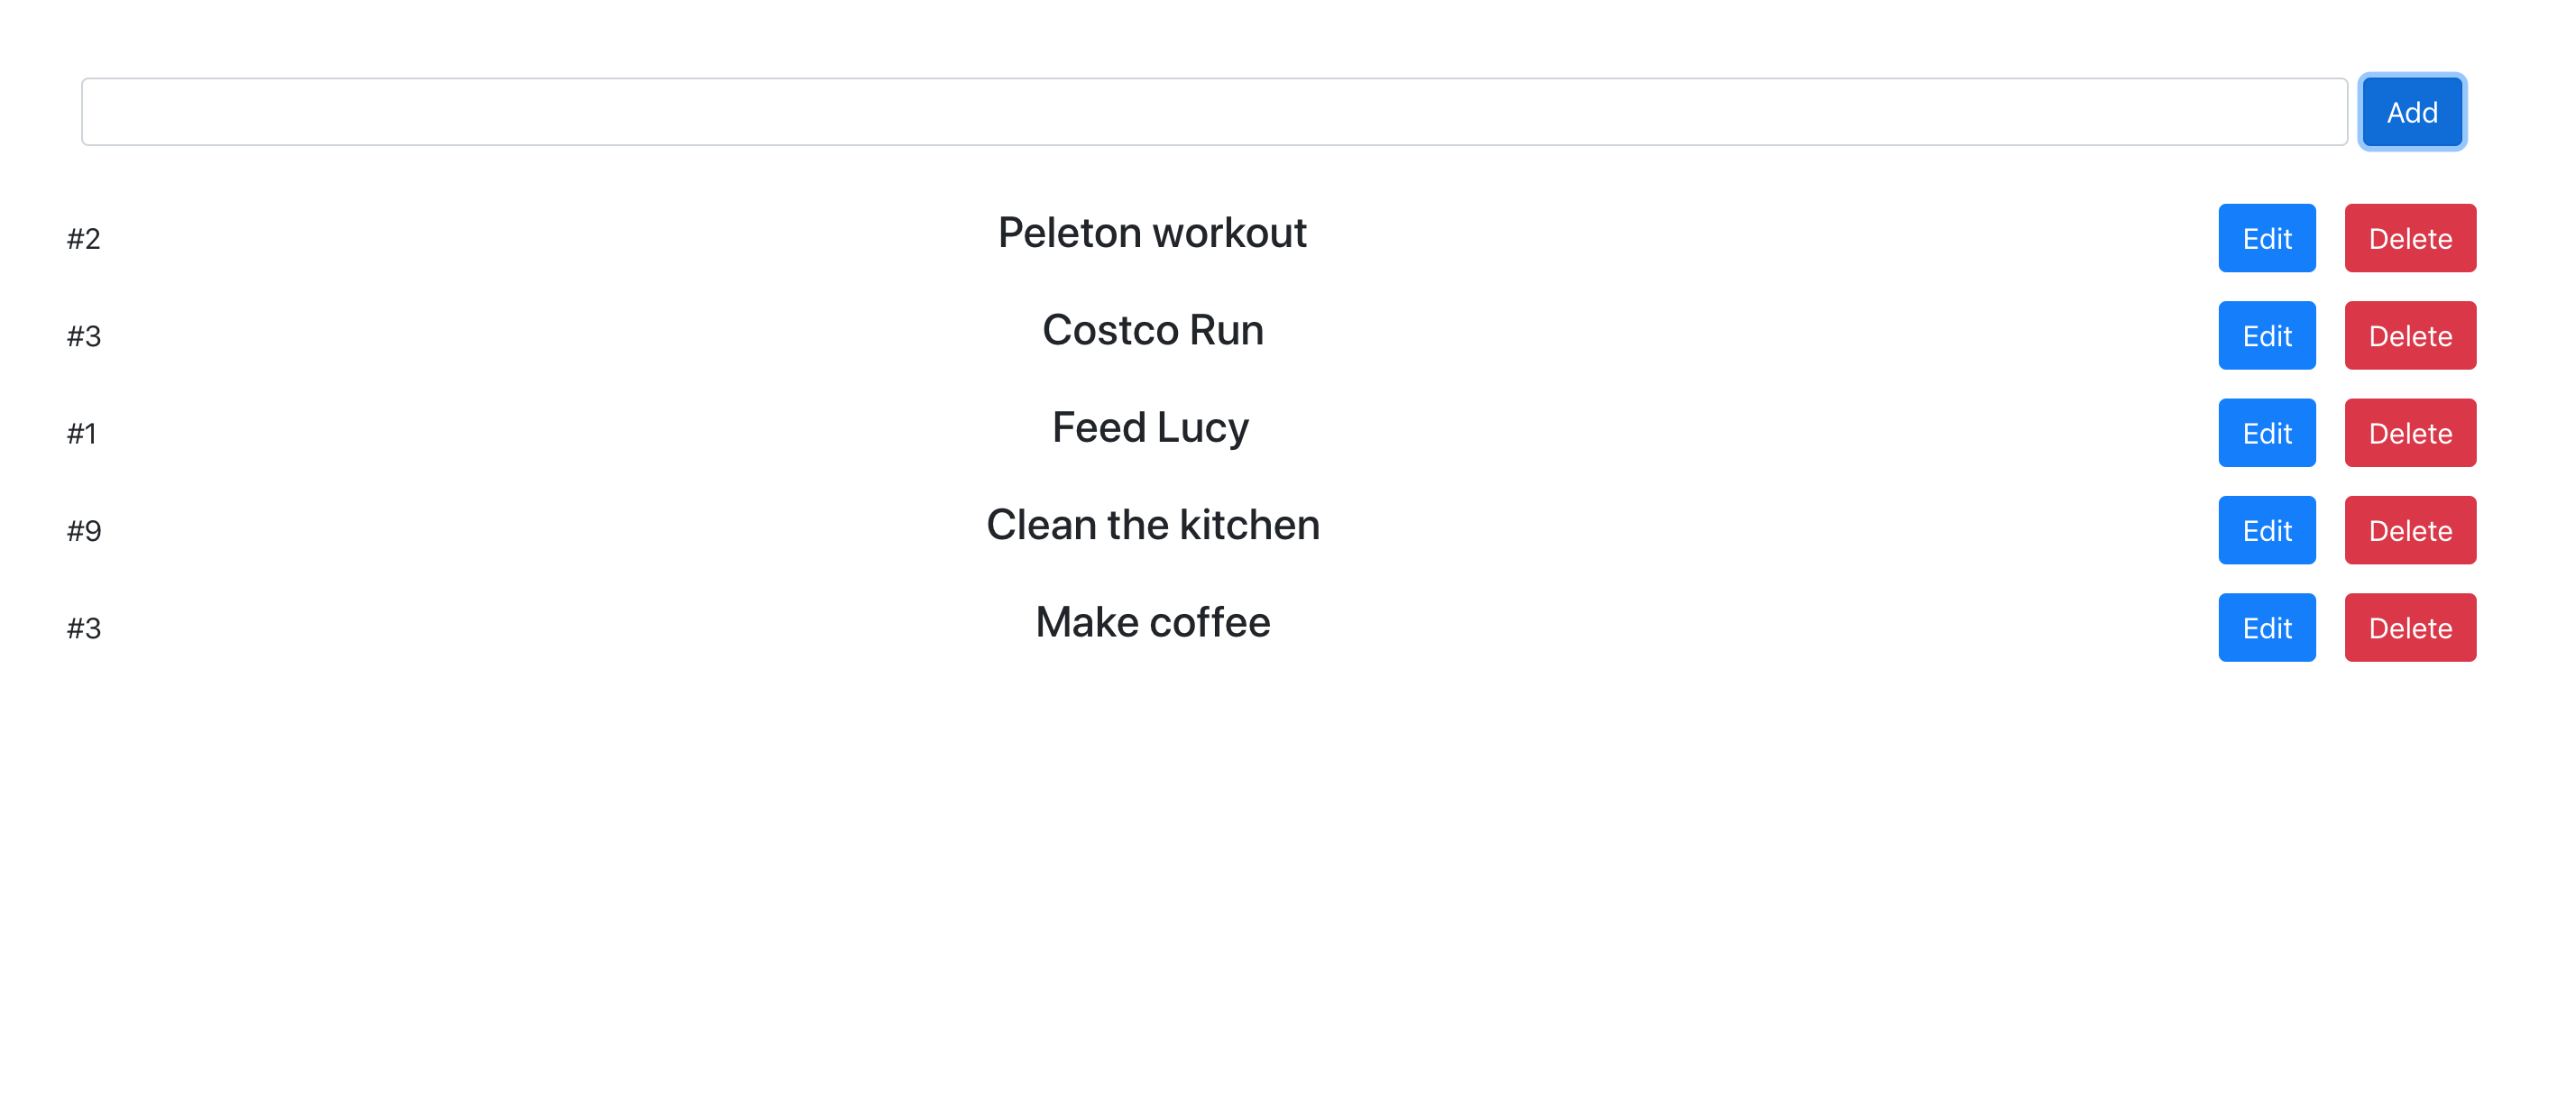 Add
#2 Peleton workout Edit Delete
#3 Costco Run Edit Delete
#1 Feed Lucy Edit Delete
#9 Clean the kitchen Edit Delete
#3 Make coffee Edit Delete